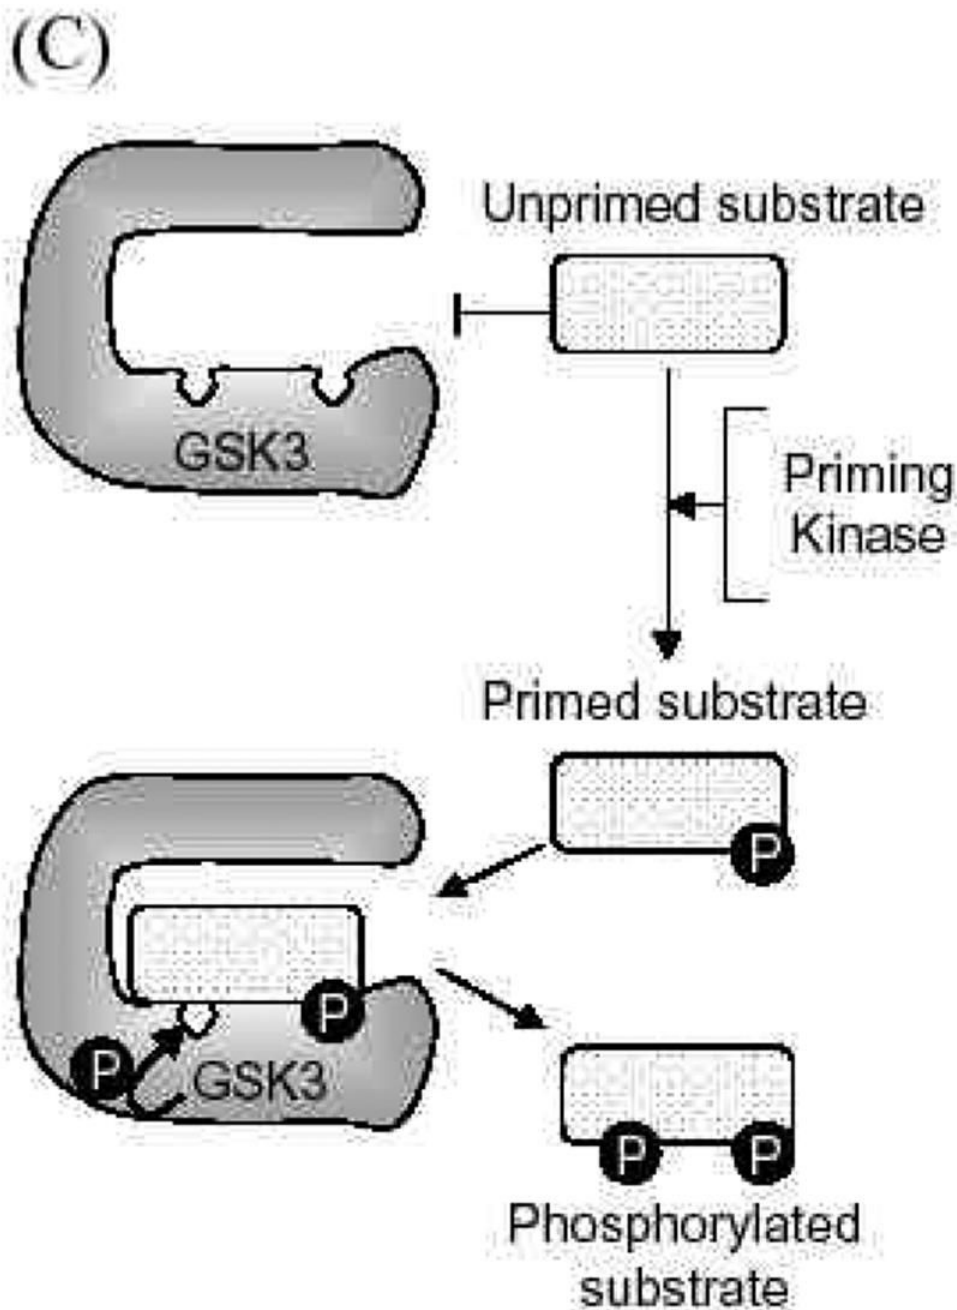 (C)
Unprimed substrate
GSK3
Priming
Kinase
Primed substrate
P
P
P
GSK3
P
P
Phosphorylated
substrate